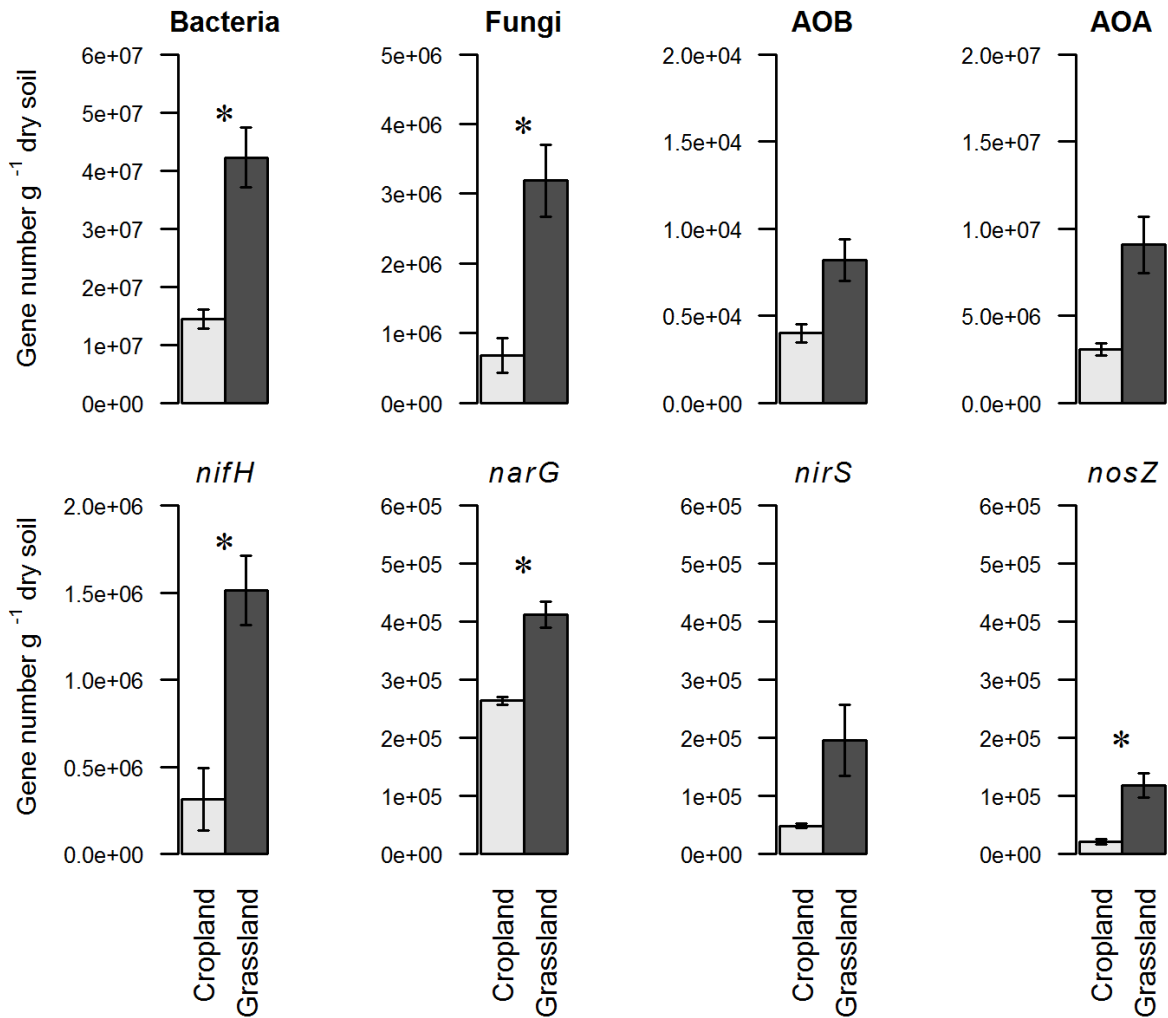 Bacteria Fungi AOB AOA
Gene number g -1 dry soil
6e+07
5e+07
4e+07
3e+07
2e+07
1e+07
0e+00
*
5e+06
4e+06
3e+06
2e+06
1e+06
0e+00
*
2.0e+04
1.5e+04
1.0e+04
0.5e+04
0.0e+00
2.0e+07
1.5e+07
1.0e+07
5.0e+06
0.0e+00
nifH narG nirS nosZ
Gene number g -1 dry soil
2.0e+06
1.5e+06
1.0e+06
0.5e+06
0.0e+00
*
6e+05
5e+05
4e+05
3e+05
2e+05
1e+05
0e+00
*
6e+05
5e+05
4e+05
3e+05
2e+05
1e+05
0e+00
6e+05
5e+05
4e+05
3e+05
2e+05
1e+05
0e+00
*
Cropland
Grassland
Cropland
Grassland
Cropland
Grassland
Cropland
Grassland